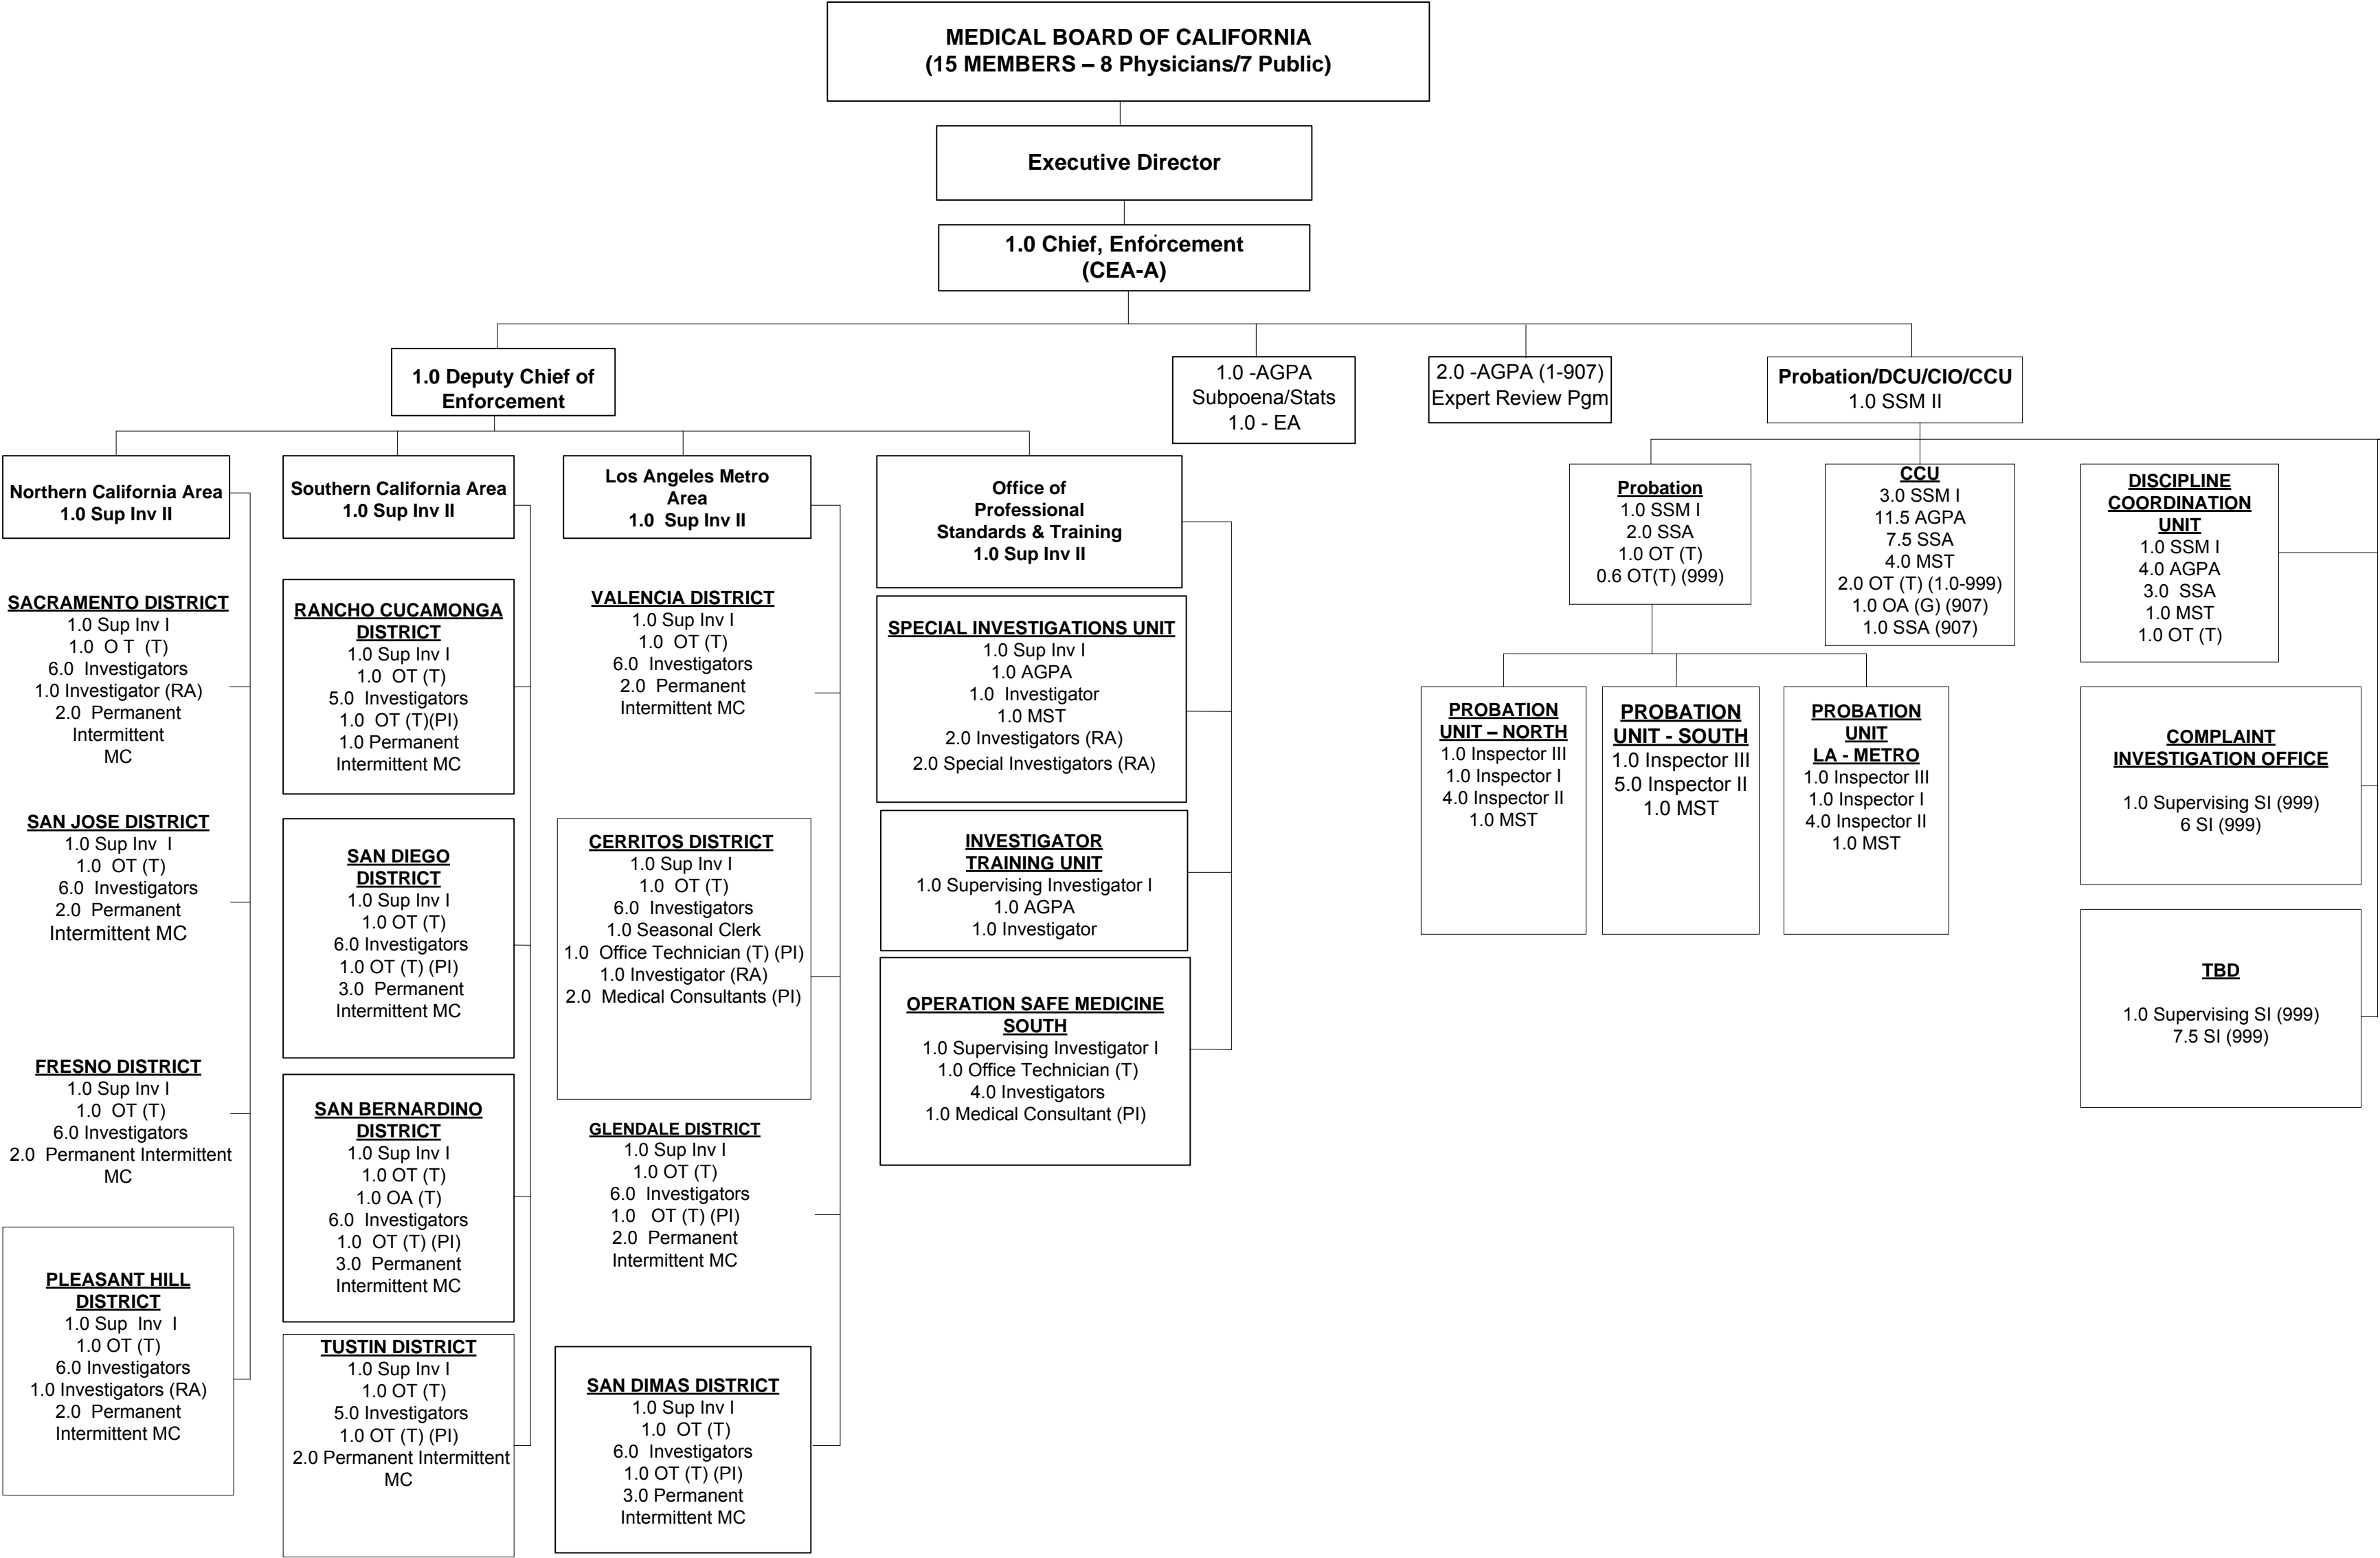 MEDICAL BOARD OF CALIFORNIA
(15 MEMBERS – 8 Physicians/7 Public)
Executive Director
1.0 Chief, Enforcement
(CEA-A)
1.0 Deputy Chief of
Enforcement
1.0 -AGPA
Subpoena/Stats
1.0 - EA
2.0 -AGPA (1-907)
Expert Review Pgm
Probation/DCU/CIO/CCU
1.0 SSM II
Northern California Area
1.0 Sup Inv II
SACRAMENTO DISTRICT
1.0 Sup Inv I
1.0 O T (T)
6.0 Investigators
1.0 Investigator (RA)
2.0 Permanent
Intermittent
MC
SAN JOSE DISTRICT
1.0 Sup Inv I
1.0 OT (T)
6.0 Investigators
2.0 Permanent
Intermittent MC
FRESNO DISTRICT
1.0 Sup Inv I
1.0 OT (T)
6.0 Investigators
2.0 Permanent Intermittent
MC
PLEASANT HILL
DISTRICT
1.0 Sup Inv I
1.0 OT (T)
6.0 Investigators
1.0 Investigators (RA)
2.0 Permanent
Intermittent MC
Southern California Area
1.0 Sup Inv II
RANCHO CUCAMONGA
DISTRICT
1.0 Sup Inv I
1.0 OT (T)
5.0 Investigators
1.0 OT (T)(PI)
1.0 Permanent
Intermittent MC
SAN DIEGO
DISTRICT
1.0 Sup Inv I
1.0 OT (T)
6.0 Investigators
1.0 OT (T) (PI)
3.0 Permanent
Intermittent MC
SAN BERNARDINO
DISTRICT
1.0 Sup Inv I
1.0 OT (T)
1.0 OA (T)
6.0 Investigators
1.0 OT (T) (PI)
3.0 Permanent
Intermittent MC
TUSTIN DISTRICT
1.0 Sup Inv I
1.0 OT (T)
5.0 Investigators
1.0 OT (T) (PI)
2.0 Permanent Intermittent
MC
Los Angeles Metro
Area
1.0 Sup Inv II
VALENCIA DISTRICT
1.0 Sup Inv I
1.0 OT (T)
6.0 Investigators
2.0 Permanent
Intermittent MC
CERRITOS DISTRICT
1.0 Sup Inv I
1.0 OT (T)
6.0 Investigators
1.0 Seasonal Clerk
1.0 Office Technician (T) (PI)
1.0 Investigator (RA)
2.0 Medical Consultants (PI)
GLENDALE DISTRICT
1.0 Sup Inv I
1.0 OT (T)
6.0 Investigators
1.0 OT (T) (PI)
2.0 Permanent
Intermittent MC
SAN DIMAS DISTRICT
1.0 Sup Inv I
1.0 OT (T)
6.0 Investigators
1.0 OT (T) (PI)
3.0 Permanent
Intermittent MC
Office of
Professional
Standards & Training
1.0 Sup Inv II
SPECIAL INVESTIGATIONS UNIT
1.0 Sup Inv I
1.0 AGPA
1.0 Investigator
1.0 MST
2.0 Investigators (RA)
2.0 Special Investigators (RA)
INVESTIGATOR
TRAINING UNIT
1.0 Supervising Investigator I
1.0 AGPA
1.0 Investigator
OPERATION SAFE MEDICINE
SOUTH
1.0 Supervising Investigator I
1.0 Office Technician (T)
4.0 Investigators
1.0 Medical Consultant (PI)
Probation
1.0 SSM I
2.0 SSA
1.0 OT (T)
0.6 OT(T) (999)
PROBATION
UNIT – NORTH
1.0 Inspector III
1.0 Inspector I
4.0 Inspector II
1.0 MST
PROBATION
UNIT - SOUTH
1.0 Inspector III
5.0 Inspector II
1.0 MST
PROBATION
UNIT
LA - METRO
1.0 Inspector III
1.0 Inspector I
4.0 Inspector II
1.0 MST
CCU
3.0 SSM I
11.5 AGPA
7.5 SSA
4.0 MST
2.0 OT (T) (1.0-999)
1.0 OA (G) (907)
1.0 SSA (907)
DISCIPLINE
COORDINATION
UNIT
1.0 SSM I
4.0 AGPA
3.0 SSA
1.0 MST
1.0 OT (T)
COMPLAINT
INVESTIGATION OFFICE
1.0 Supervising SI (999)
6 SI (999)
TBD
1.0 Supervising SI (999)
7.5 SI (999)